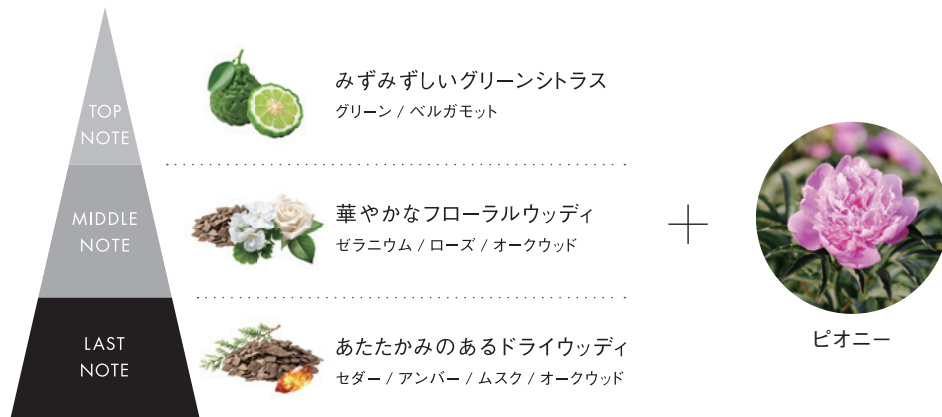 TOP
NOTE
みずみずしいグリーンシトラス
グリーン / ベルガモット
MIDDLE
NOTE
華やかなフローラルウッディ
ゼラニウム / ローズ / オークウッド
LAST
NOTE
あたたかみのあるドライウッディ
セダー / アンバー / ムスク / オークウッド
+
ピオニー